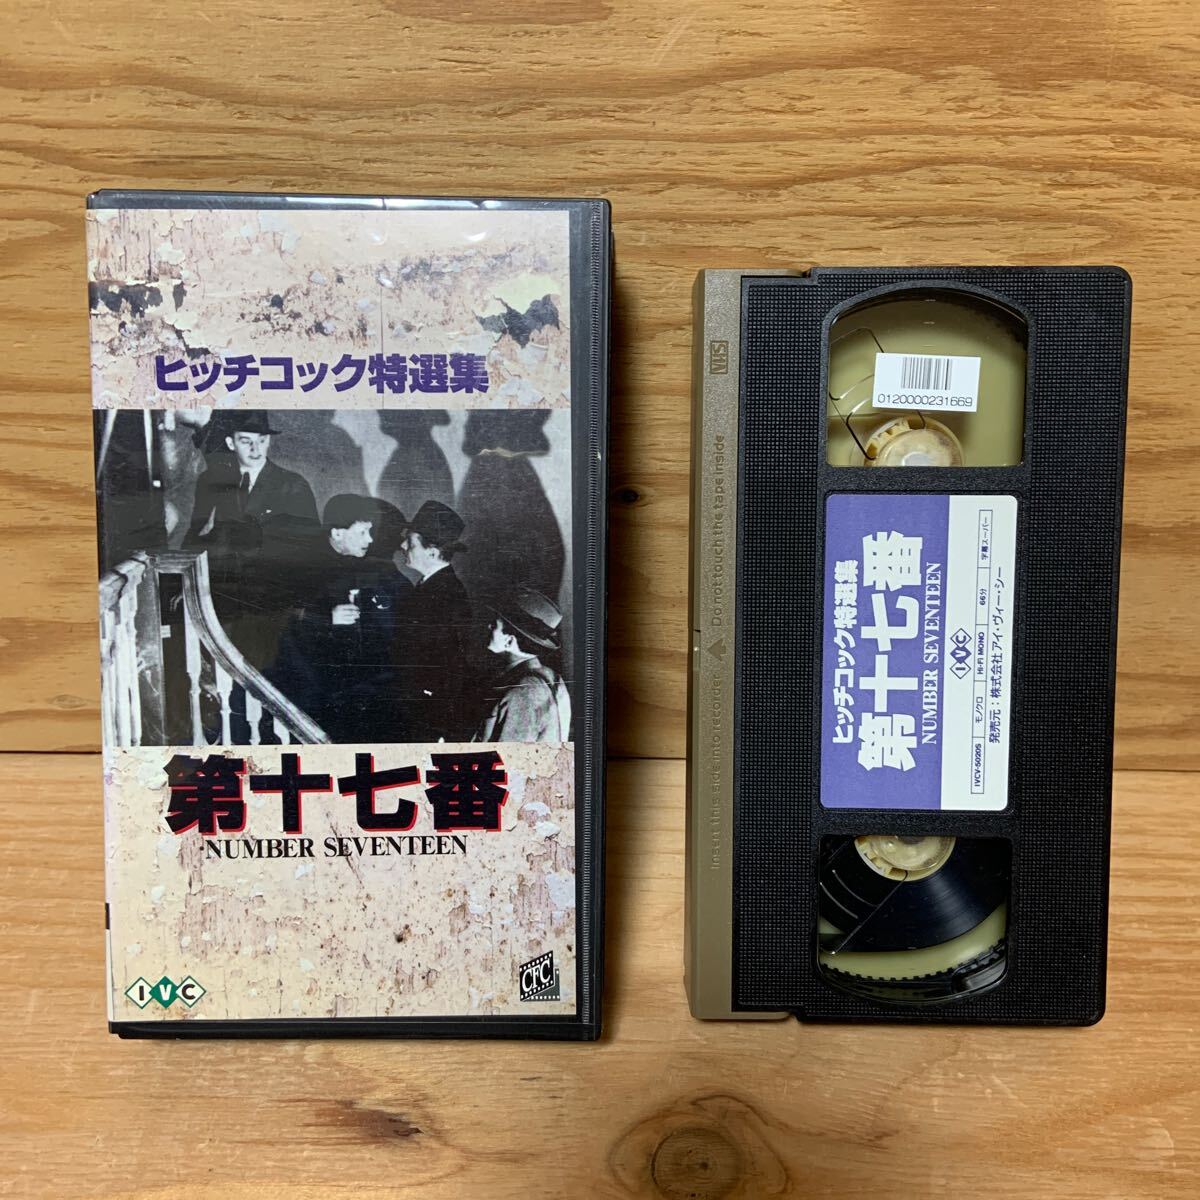 ヒッチコック特選集
第十七番
NUMBER SEVENTEEN
IVC
CFC
VHS
Do not touch the tape inside
Insert this side into recorder
0120000231669
ヒッチコック特選集
第十七番
NUMBER SEVENTEEN
IVC
IVCV-5020S モノクロ Hi-Fi MONO 66分 字幕スーパー
発売元:株式会社アイ・ヴィー・シー